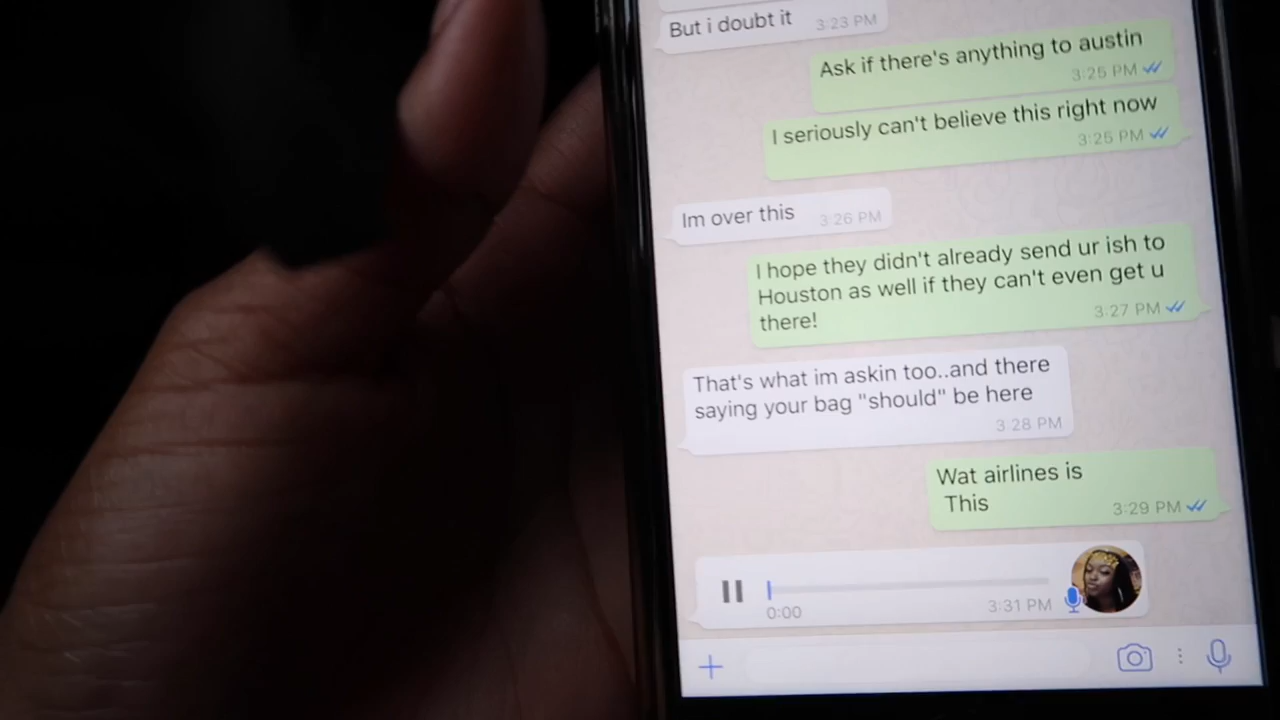 But i doubt it 3:23 PM
Ask if there's anything to austin
3:25 PM
I seriously can't believe this right now
3:25 PM
Im over this 3:26 PM
I hope they didn't already send ur ish to
Houston as well if they can't even get u
there! 3:27 PM
That's what im askin too..and there
saying your bag "should" be here
3:28 PM
Wat airlines is
This 3:29 PM
0:00 3:31 PM